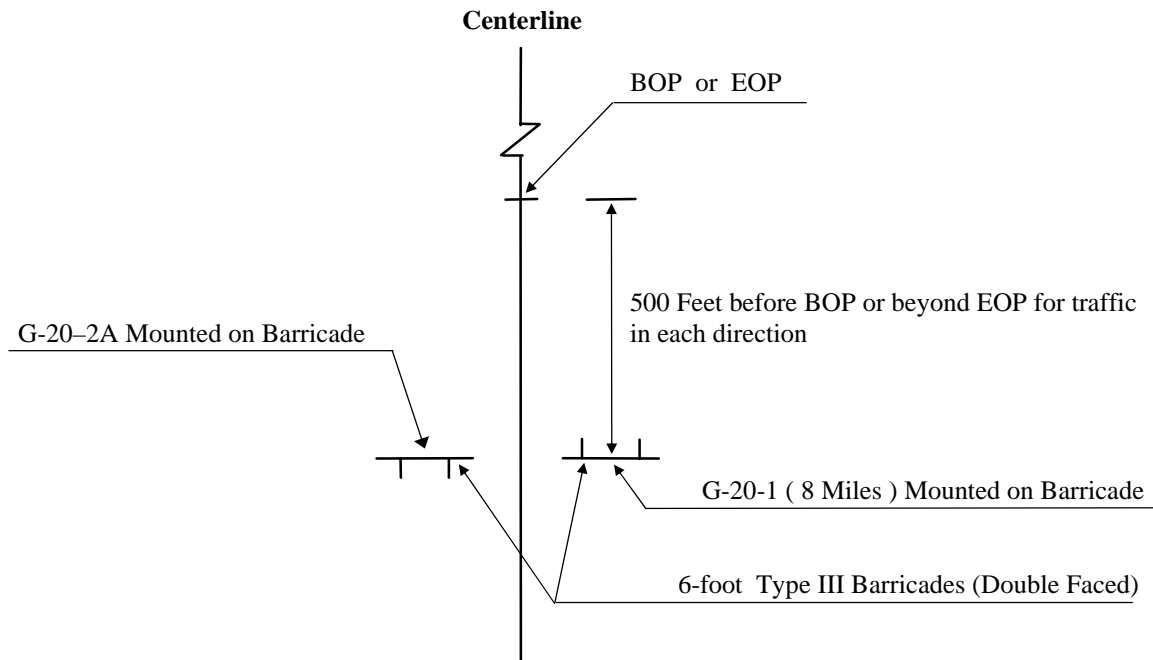 Centerline
BOP or EOP
500 Feet before BOP or beyond EOP for traffic
in each direction
G-20–2A Mounted on Barricade
G-20-1 ( 8 Miles ) Mounted on Barricade
6-foot Type III Barricades (Double Faced)